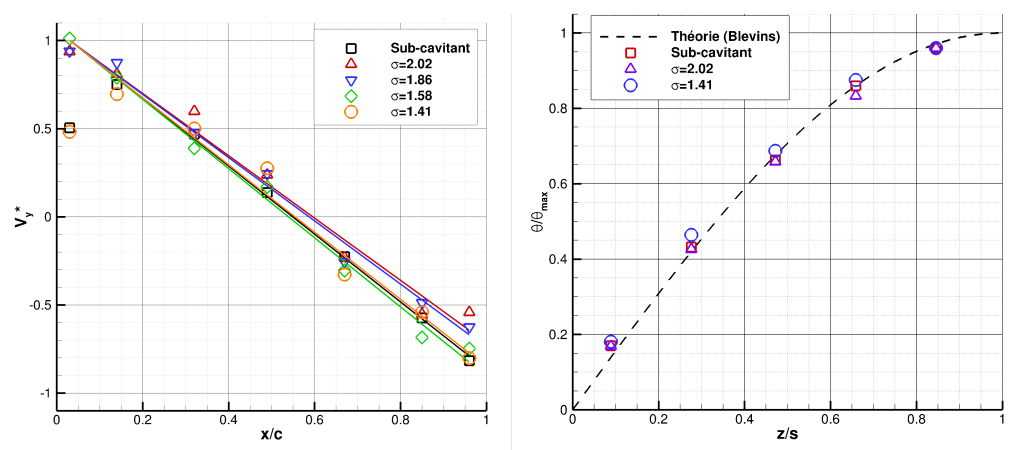 Sub-cavitant
σ=2.02
σ=1.86
σ=1.58
σ=1.41
1
0.5
0
-0.5
-1
V_y*
0 0.2 0.4 0.6 0.8 1
x/c
Théorie (Blevins)
Sub-cavitant
σ=2.02
σ=1.41
1
0.8
0.6
0.4
0.2
0
θ/θ_max
0 0.2 0.4 0.6 0.8 1
z/s